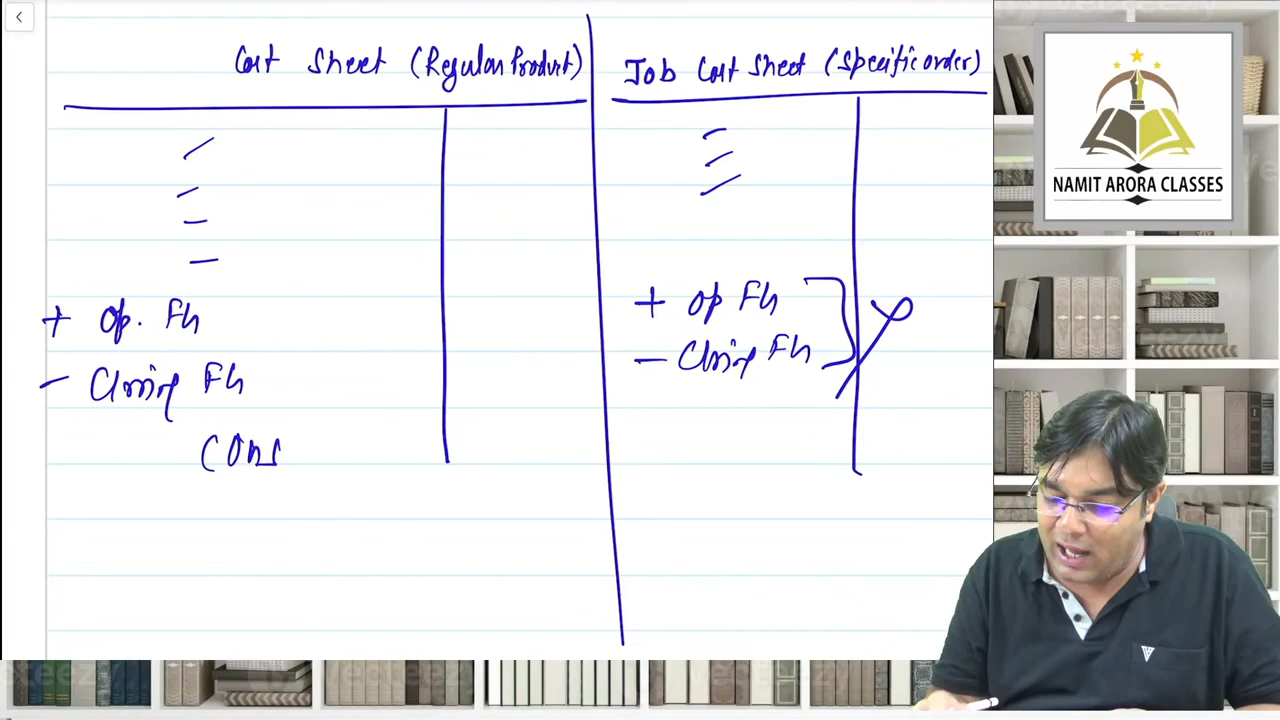 Cost Sheet (Regular Product)
+ Op. FG
- Closing FG
COGS
Job Cost Sheet (Specific order)
+ Op FG
- Closing FG
NAMIT ARORA CLASSES